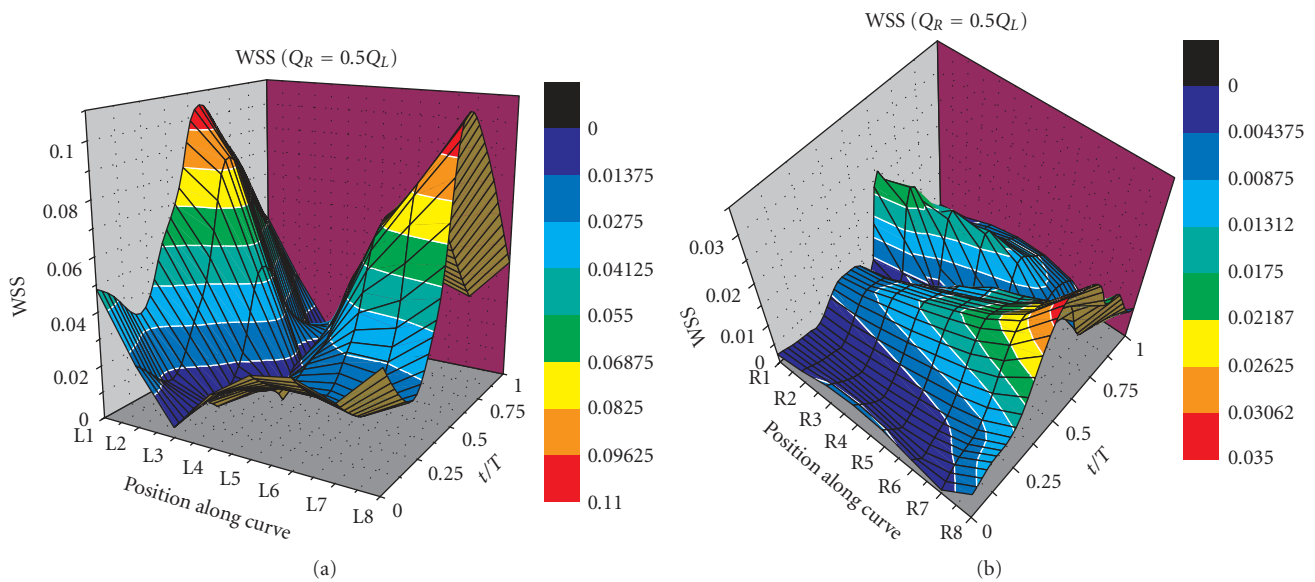 WSS (Q_R = 0.5Q_L)
0.1
0.08
0.06
0.04
0.02
0
WSS
L1
L2
L3
L4
L5
L6
L7
L8
Position along curve
0
0.25
0.5
0.75
1
t/T
0
0.01375
0.0275
0.04125
0.055
0.06875
0.0825
0.09625
0.11
(a)
WSS (Q_R = 0.5Q_L)
0.03
0.02
0.01
0
WSS
R1
R2
R3
R4
R5
R6
R7
R8
Position along curve
0
0.25
0.5
0.75
1
t/T
0
0.004375
0.00875
0.01312
0.0175
0.02187
0.02625
0.03062
0.035
(b)